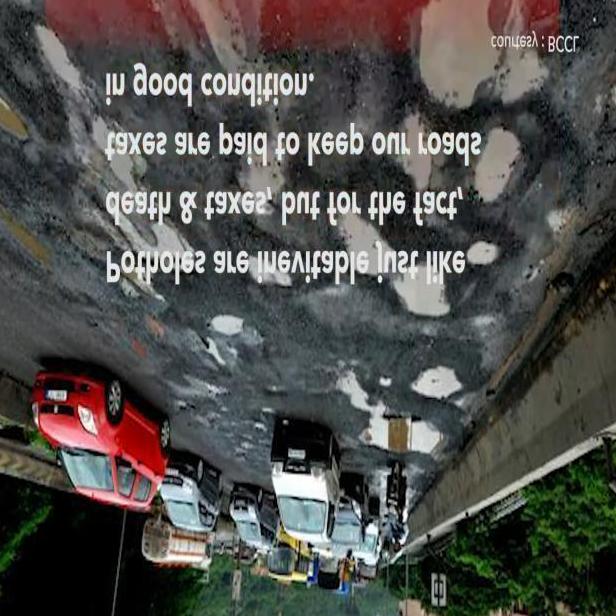 Potholes are inevitable just like
death & taxes, but for the fact,
taxes are paid to keep our roads
in good condition.
courtesy : BCCL